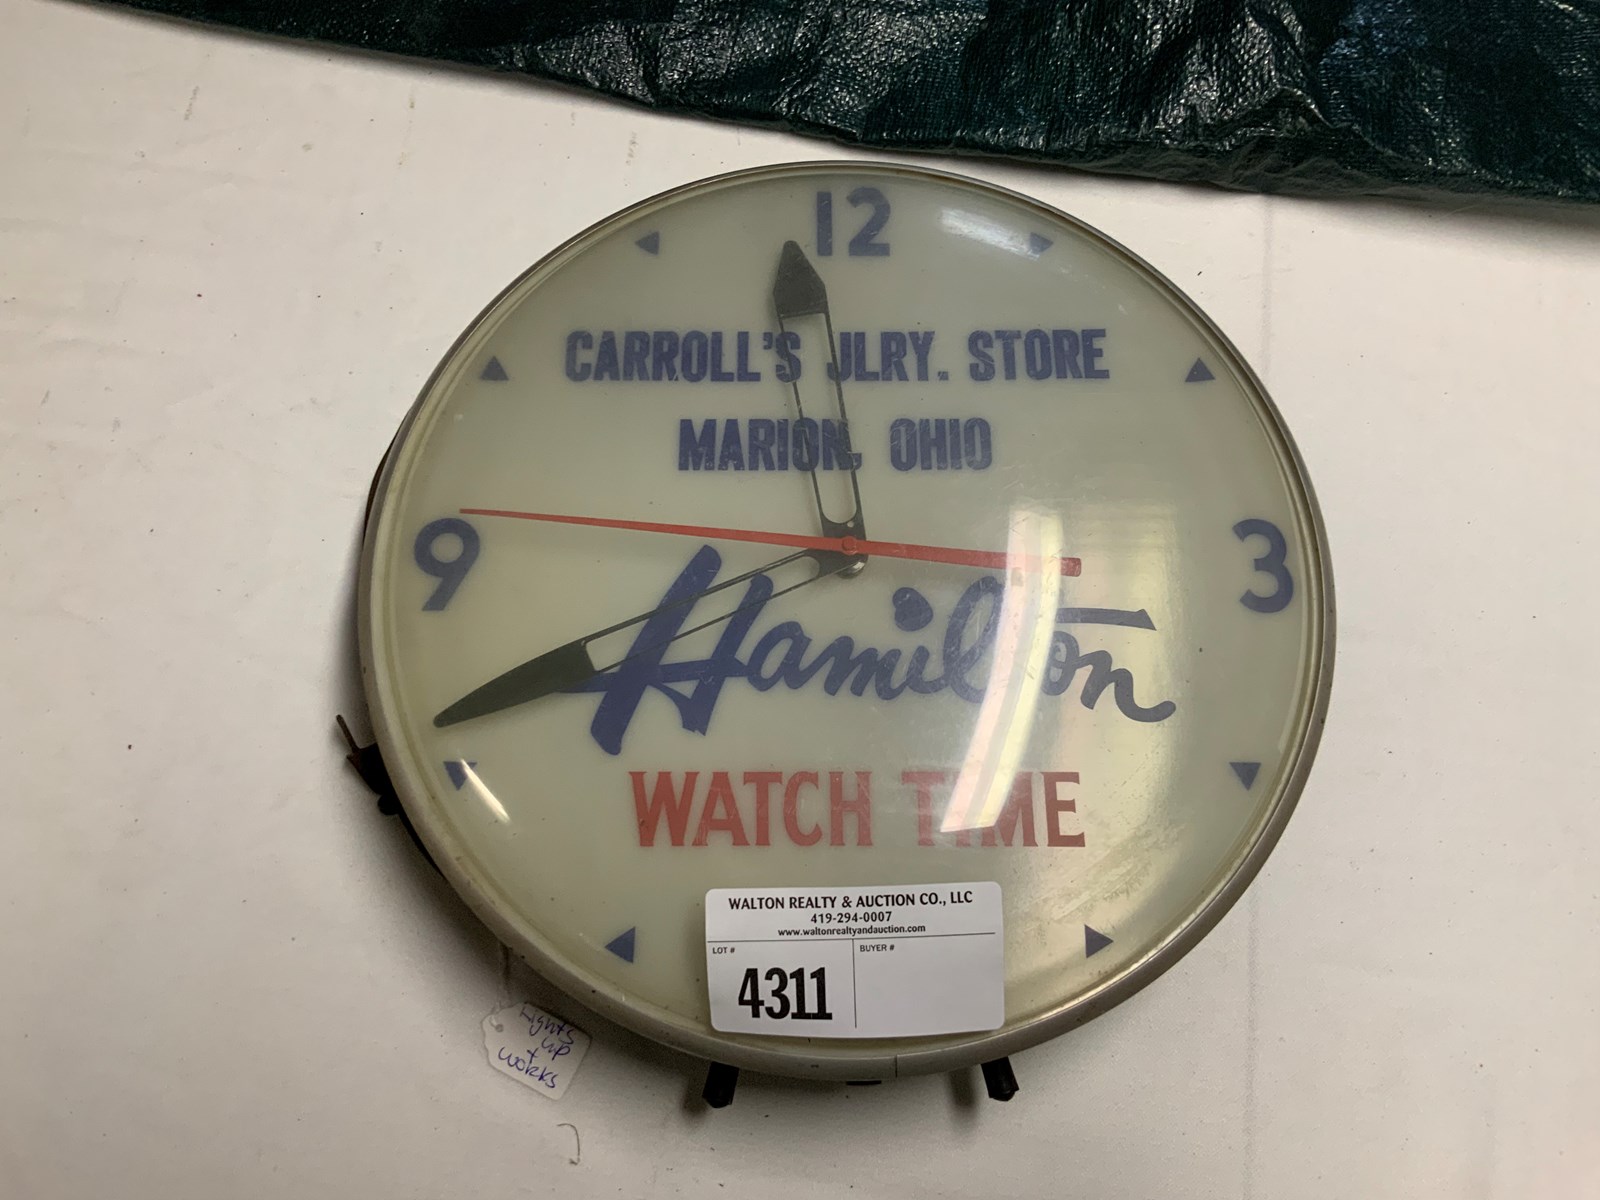 12
CARROLL'S JLRY. STORE
MARION, OHIO
9
3
Hamilton
WATCH TIME
WALTON REALTY & AUCTION CO., LLC
419-294-0007
www.waltonrealtyandauction.com
LOT #
BUYER #
4311
Lights
up
+
works